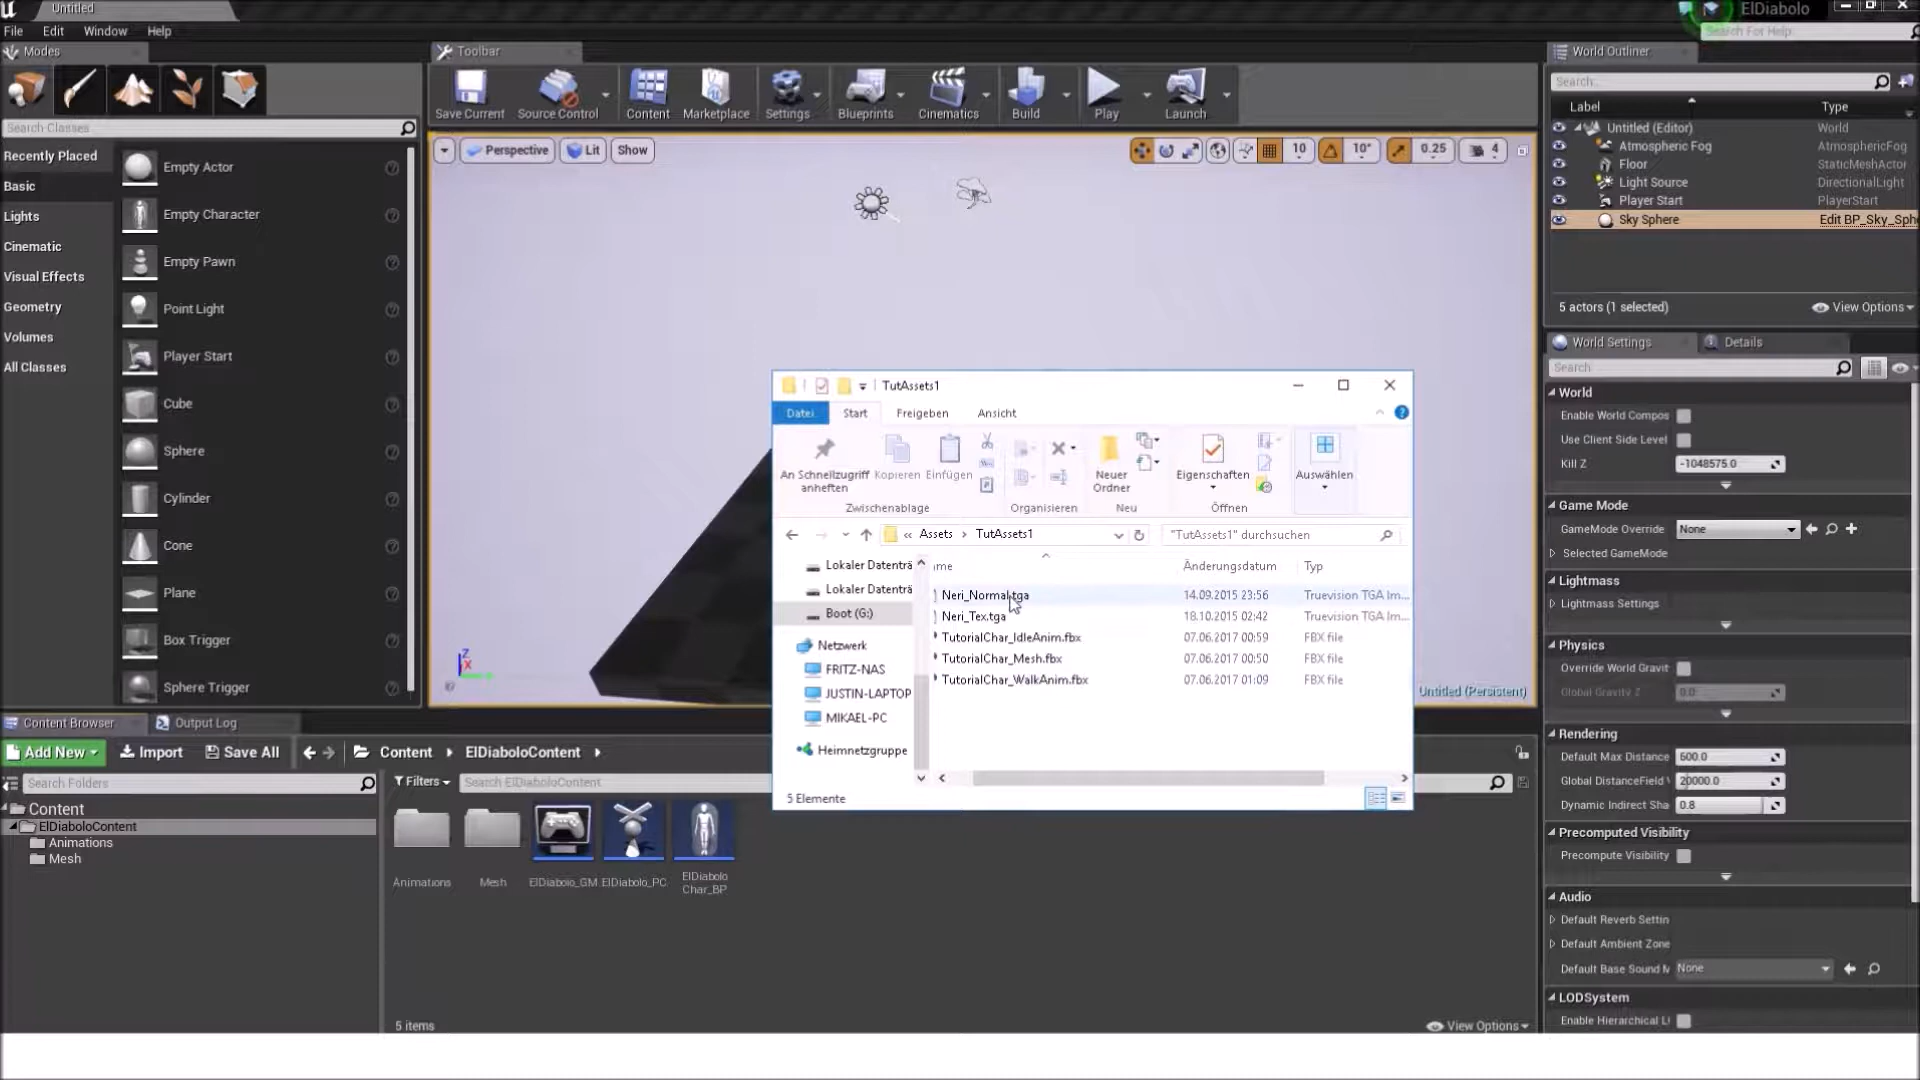 Untitled
ElDiabolo
File Edit Window Help
Search For Help
Modes
Search Classes
Recently Placed
Basic
Lights
Cinematic
Visual Effects
Geometry
Volumes
All Classes
Empty Actor
Empty Character
Empty Pawn
Point Light
Player Start
Cube
Sphere
Cylinder
Cone
Plane
Box Trigger
Sphere Trigger
Toolbar
Save Current Source Control Content Marketplace Settings Blueprints Cinematics Build Play Launch
Perspective Lit Show
10 10° 0.25 4
Z
X
Untitled (Persistent)
TutAssets1
Datei Start Freigeben Ansicht
An Schnellzugriff
anheften
Kopieren Einfügen
Neuer
Ordner
Eigenschaften
Auswählen
Zwischenablage Organisieren Neu Öffnen
« Assets > TutAssets1
"TutAssets1" durchsuchen
Lokaler Datenträ
Lokaler Datenträ
Boot (G:)
Netzwerk
FRITZ-NAS
JUSTIN-LAPTOP
MIKAEL-PC
Heimnetzgruppe
me Änderungsdatum Typ
Neri_Normal.tga 14.09.2015 23:56 Truevision TGA Im...
Neri_Tex.tga 18.10.2015 02:42 Truevision TGA Im...
TutorialChar_IdleAnim.fbx 07.06.2017 00:59 FBX file
TutorialChar_Mesh.fbx 07.06.2017 00:50 FBX file
TutorialChar_WalkAnim.fbx 07.06.2017 01:09 FBX file
5 Elemente
World Outliner
Search...
Label Type
Untitled (Editor) World
Atmospheric Fog AtmosphericFog
Floor StaticMeshActor
Light Source DirectionalLight
Player Start PlayerStart
Sky Sphere Edit BP_Sky_Sphe
5 actors (1 selected) View Options
World Settings Details
Search
World
Enable World Compos
Use Client Side Level
Kill Z -1048575.0
Game Mode
GameMode Override None
Selected GameMode
Lightmass
Lightmass Settings
Physics
Override World Gravit
Global Gravity Z 0.0
Rendering
Default Max Distance 600.0
Global DistanceField V 20000.0
Dynamic Indirect Sha 0.8
Precomputed Visibility
Precompute Visibility
Audio
Default Reverb Settin
Default Ambient Zone
Default Base Sound M None
LODSystem
Enable Hierarchical L
Content Browser Output Log
Add New Import Save All Content ElDiaboloContent
Search Folders
Filters Search ElDiaboloContent
Content
ElDiaboloContent
Animations
Mesh
Animations Mesh ElDiabolo_GM ElDiabolo_PC
ElDiabolo
Char_BP
5 items
View Options